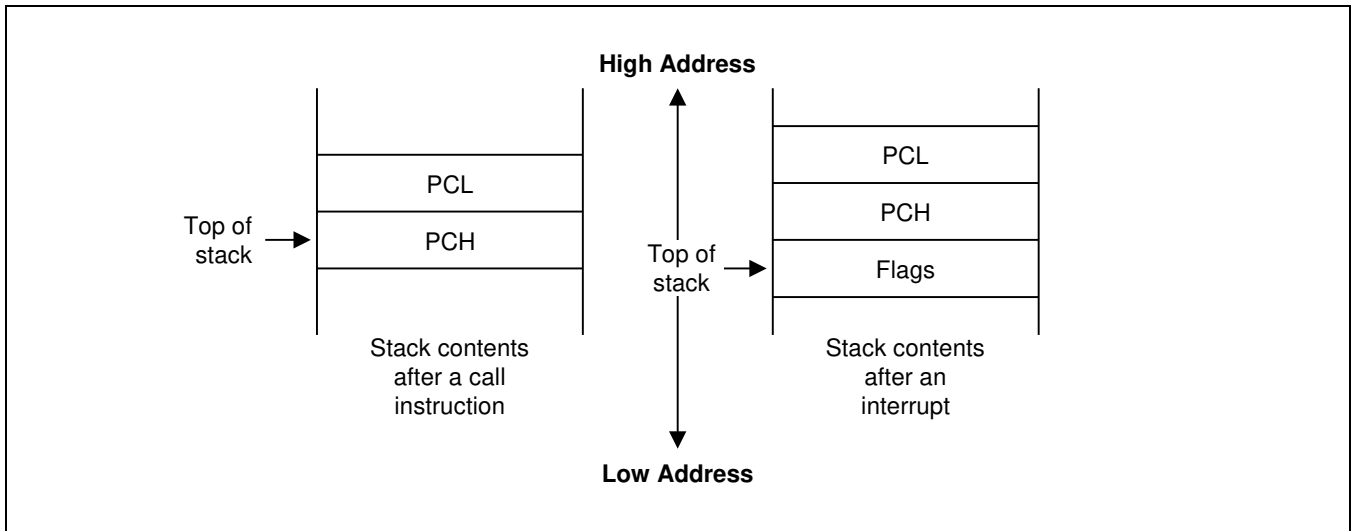 High Address
PCL
PCH
Top of
stack
Stack contents
after a call
instruction
Top of
stack
PCL
PCH
Flags
Stack contents
after an
interrupt
Low Address